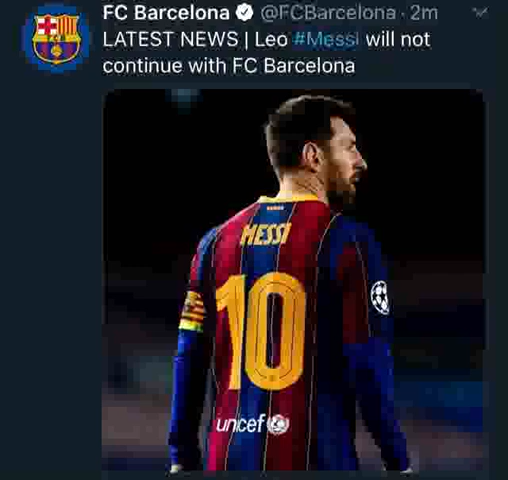 FC Barcelona @FCBarcelona · 2m
LATEST NEWS | Leo #Messi will not
continue with FC Barcelona
MESSI
10
unicef